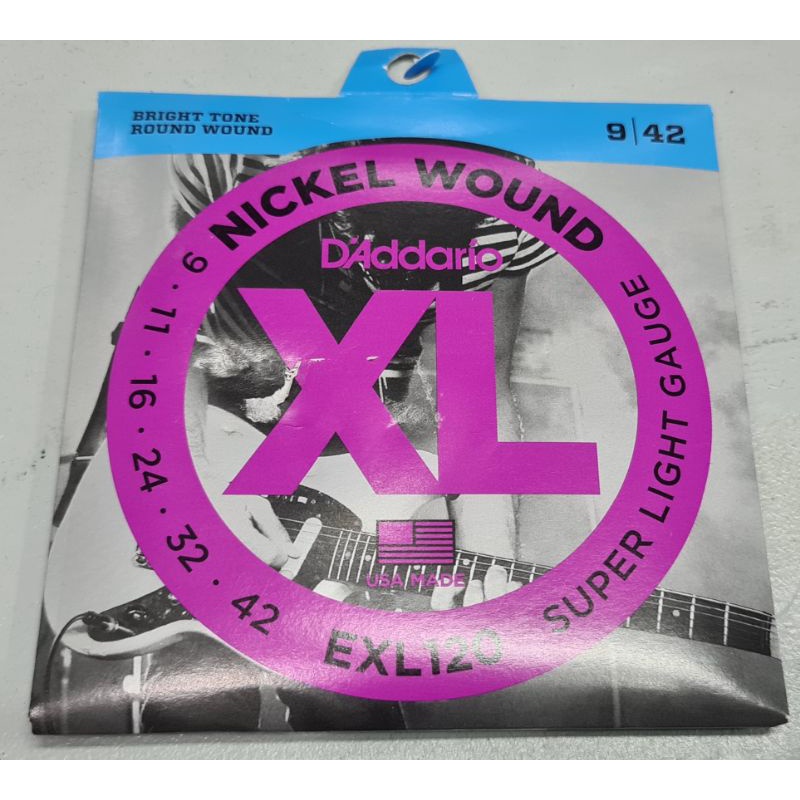 BRIGHT TONE
ROUND WOUND
9|42
NICKEL WOUND
D'Addario
XL
9 · 11 · 16 · 24 · 32 · 42
SUPER LIGHT GAUGE
USA MADE
EXL120